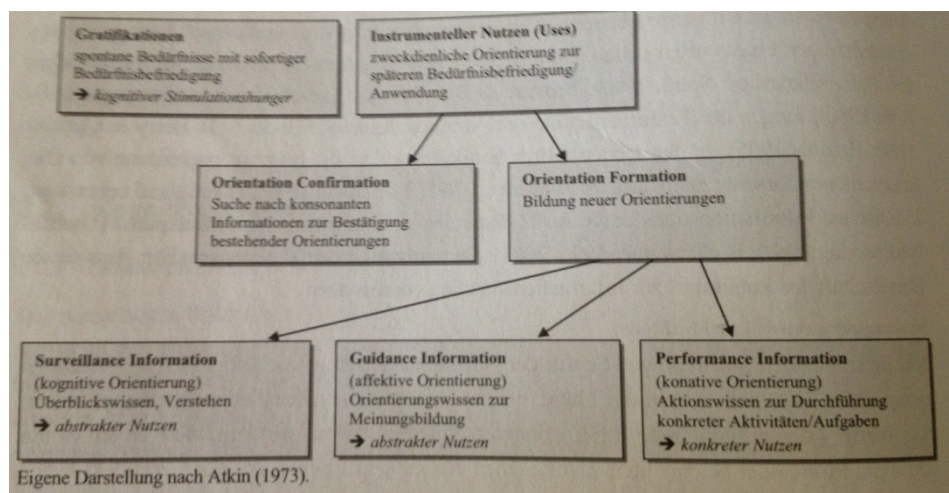 Gratifikationen
spontane Bedürfnisse mit sofortiger
Bedürfnisbefriedigung
➔ kognitiver Stimulationshunger
Instrumenteller Nutzen (Uses)
zweckdienliche Orientierung zur
späteren Bedürfnisbefriedigung/
Anwendung
Orientation Confirmation
Suche nach konsonanten
Informationen zur Bestätigung
bestehender Orientierungen
Orientation Formation
Bildung neuer Orientierungen
Surveillance Information
(kognitive Orientierung)
Überblickswissen, Verstehen
➔ abstrakter Nutzen
Guidance Information
(affektive Orientierung)
Orientierungswissen zur
Meinungsbildung
➔ abstrakter Nutzen
Performance Information
(konative Orientierung)
Aktionswissen zur Durchführung
konkreter Aktivitäten/Aufgaben
➔ konkreter Nutzen
Eigene Darstellung nach Atkin (1973).